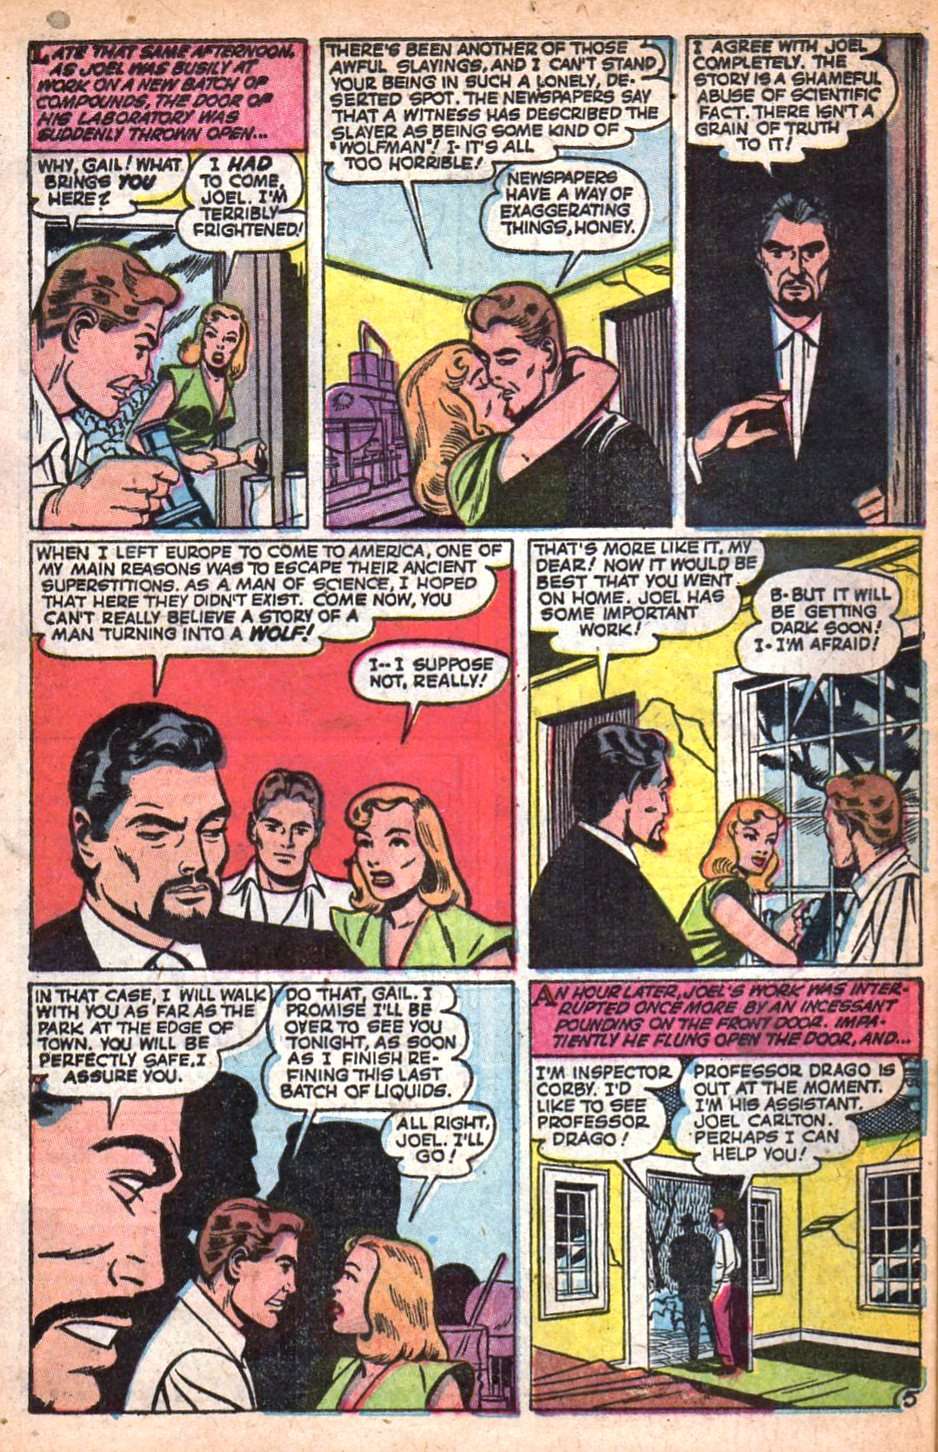 LATE THAT SAME AFTERNOON,
AS JOEL WAS BUSILY AT
WORK ON A NEW BATCH OF
COMPOUNDS, THE DOOR OF
HIS LABORATORY WAS
SUDDENLY THROWN OPEN...
WHY, GAIL! WHAT
BRINGS YOU
HERE?
I HAD
TO COME,
JOEL. I'M
TERRIBLY
FRIGHTENED!
THERE'S BEEN ANOTHER OF THOSE
AWFUL SLAYINGS, AND I CAN'T STAND
YOUR BEING IN SUCH A LONELY, DE-
SERTED SPOT. THE NEWSPAPERS SAY
THAT A WITNESS HAS DESCRIBED THE
SLAYER AS BEING SOME KIND OF
"WOLFMAN"! I- IT'S ALL
TOO HORRIBLE!
NEWSPAPERS
HAVE A WAY OF
EXAGGERATING
THINGS, HONEY.
I AGREE WITH JOEL
COMPLETELY. THE
STORY IS A SHAMEFUL
ABUSE OF SCIENTIFIC
FACT. THERE ISN'T A
GRAIN OF TRUTH
TO IT!
WHEN I LEFT EUROPE TO COME TO AMERICA, ONE OF
MY MAIN REASONS WAS TO ESCAPE THEIR ANCIENT
SUPERSTITIONS. AS A MAN OF SCIENCE, I HOPED
THAT HERE THEY DIDN'T EXIST. COME NOW, YOU
CAN'T REALLY BELIEVE A STORY OF A
MAN TURNING INTO A WOLF!
I-- I SUPPOSE
NOT, REALLY!
THAT'S MORE LIKE IT, MY
DEAR! NOW IT WOULD BE
BEST THAT YOU WENT
ON HOME. JOEL HAS
SOME IMPORTANT
WORK!
B-BUT IT WILL
BE GETTING
DARK SOON!
I- I'M AFRAID!
IN THAT CASE, I WILL WALK
WITH YOU AS FAR AS THE
PARK AT THE EDGE OF
TOWN. YOU WILL BE
PERFECTLY SAFE, I
ASSURE YOU.
DO THAT, GAIL. I
PROMISE I'LL BE
OVER TO SEE YOU
TONIGHT, AS SOON
AS I FINISH RE-
FINING THIS LAST
BATCH OF LIQUIDS.
ALL RIGHT,
JOEL. I'LL
GO!
AN HOUR LATER, JOEL'S WORK WAS INTER-
RUPTED ONCE MORE BY AN INCESSANT
POUNDING ON THE FRONT DOOR. IMPA-
TIENTLY HE FLUNG OPEN THE DOOR, AND...
I'M INSPECTOR
CORBY. I'D
LIKE TO SEE
PROFESSOR
DRAGO!
PROFESSOR DRAGO IS
OUT AT THE MOMENT.
I'M HIS ASSISTANT,
JOEL CARLTON.
PERHAPS I CAN
HELP YOU!
5